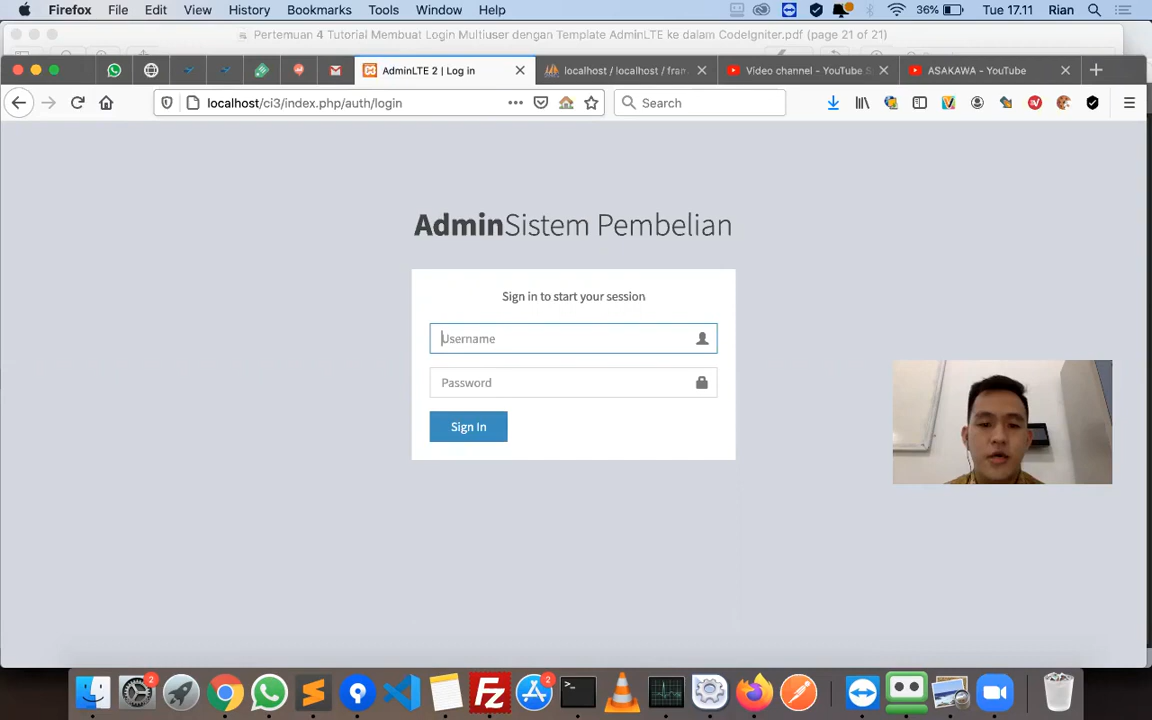 Firefox File Edit View History Bookmarks Tools Window Help 36% Tue 17.11 Rian
Pertemuan 4 Tutorial Membuat Login Multiuser dengan Template AdminLTE ke dalam CodeIgniter.pdf (page 21 of 21)
AdminLTE 2 | Log in localhost / localhost / fran Video channel - YouTube S ASAKAWA - YouTube
localhost/ci3/index.php/auth/login Search
AdminSistem Pembelian
Sign in to start your session
Username
Password
Sign In
2 2